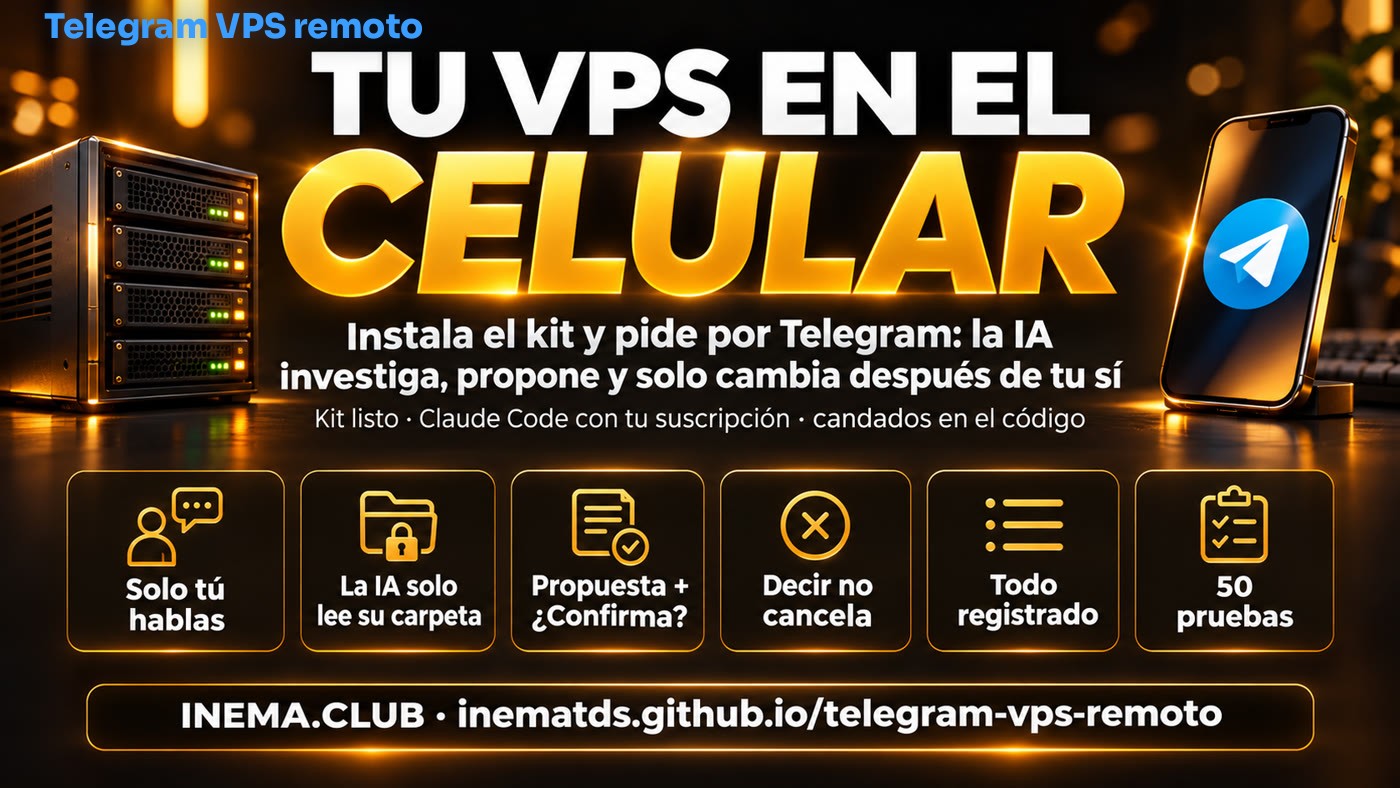 Telegram VPS remoto
TU VPS EN EL
CELULAR
Instala el kit y pide por Telegram: la IA
investiga, propone y solo cambia después de tu sí
Kit listo · Claude Code con tu suscripción · candados en el código
Solo tú
hablas
La IA solo
lee su carpeta
Propuesta +
¿Confirma?
Decir no
cancela
Todo
registrado
50
pruebas
INEMA.CLUB · inematds.github.io/telegram-vps-remoto